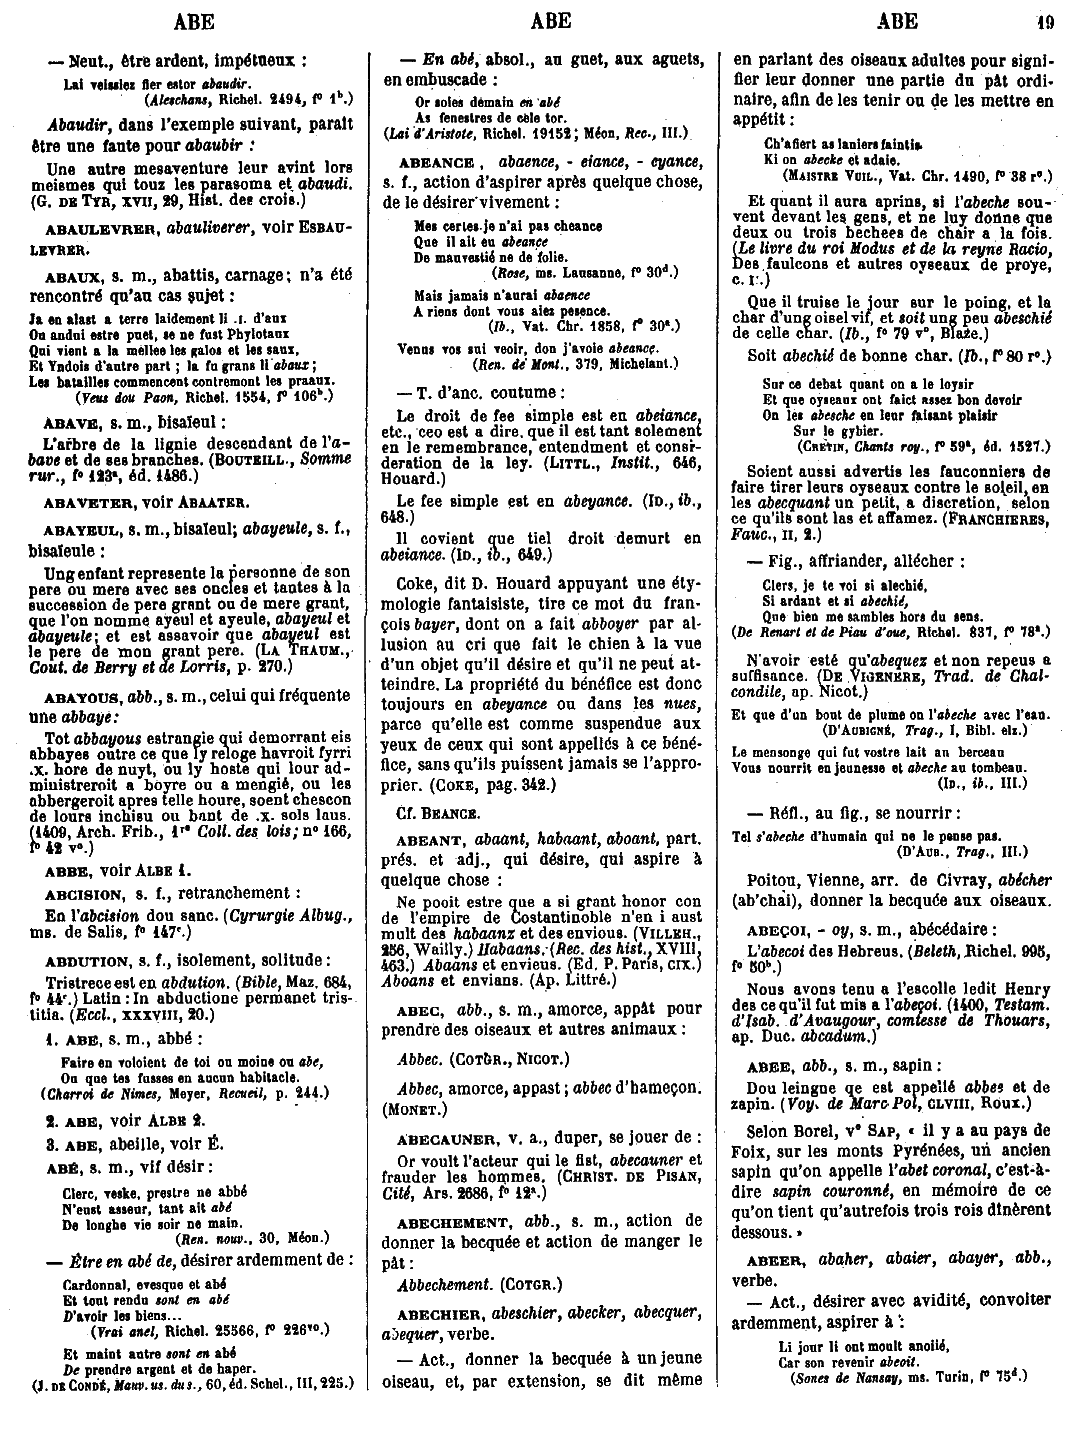 ABE
ABE
ABE
19
— Neut., être ardent, impétueux :
Lai veissiez fier estor abaudir.
(Aleschans, Richel. 2494, fº 1ᵇ.)
Abaudir, dans l'exemple suivant, paraît
être une faute pour abaubir :
Une autre mesaventure leur avint lors
meismes qui touz les parasoma et abaudi.
(G. DE TYR, XVII, 29, Hist. des crois.)
ABAULEVRER, abauliverer, voir ESBAU-
LEVRER.
ABAUX, s. m., abattis, carnage ; n'a été
rencontré qu'au cas sujet :
Ja en alast a terre laidement li .I. d'aux
Ou andui estre puet, se ne fust Phylotaux
Qui vient a la meilee les galos et les saux,
Et Yndois d'autre part ; la fu grans li abaux ;
Les batailles commencent contremont les praaux.
(Veus dou Paon, Richel. 1554, fº 106ᵇ.)
ABAVE, s. m., bisaïeul :
L'arbre de la lignie descendant de l'a-
bave et de ses branches. (BOUTEILL., Somme
rur., fº 123ᵃ, éd. 1486.)
ABAVETER, voir ABAATER.
ABAYEUL, s. m., bisaïeul; abayeule, s. f.,
bisaïeule :
Ung enfant represente la personne de son
pere ou mere avec ses oncles et tantes à la
succession de pere grant ou de mere grant,
que l'on nomme ayeul et ayeule, abayeul et
abayeule; et est assavoir que abayeul est
le pere de mon grant pere. (LA THAUM.,
Cout. de Berry et de Lorris, p. 270.)
ABAYOUS, abb., s. m., celui qui fréquente
une abbaye:
Tot abbayous estrangie qui demorrant eis
abbayes outre ce que ly reloge havroit fyrri
.x. hore de nuyt, ou ly hoste qui lour ad-
ministreroit a boyre ou a mengié, ou les
abbergeroit apres telle houre, soent chescon
de lours inchisu ou bant de .x. sols laus.
(1409, Arch. Frib., 1ʳᵉ Coll. des lois; nº 166,
fº 42 vº.)
ABBE, voir ALBE 1.
ABCISION, s. f., retranchement :
En l'abcision dou sanc. (Cyrurgie Albug.,
ms. de Salis, fº 147ᶜ.)
ABDUTION, s. f., isolement, solitude :
Tristrece est en abdution. (Bible, Maz. 684,
fº 44ᶜ.) Latin : In abductione permanet tris-
titia. (Eccl., XXXVIII, 20.)
1. ABE, s. m., abbé :
Faire en voloient de toi ou moine ou abe,
Ou que tes fusses en aucun habitacle.
(Charroi de Nimes, Meyer, Recueil, p. 244.)
2. ABE, voir ALBE 2.
3. ABE, abeille, voir É.
ABÉ, s. m., vif désir :
Clerc, veske, prestre ne abbé
N'eust asseur, tant ait abé
De longhe vie soir ne main.
(Ren. nouv., 30, Méon.)
— Être en abé de, désirer ardemment de :
Cardonnal, evesque et abé
Et tout rendu sont en abé
D'avoir les biens...
(Vrai anel, Richel. 25566, fº 226ᵛᵒ.)
Et maint autre sont en abé
De prendre argent et de haper.
(J. DE CONDÉ, Mauv. us. du s., 60, éd. Schel., III, 225.)
— En abé, absol., au guet, aux aguets,
en embuscade :
Or soies demain en abé
As fenestres de cele tor.
(Lai d'Aristote, Richel. 19152 ; Méon, Rec., III.)
ABEANCE, abaence, - eiance, - eyance,
s. f., action d'aspirer après quelque chose,
de le désirer vivement :
Mes certes je n'ai pas cheance
Que il ait eu abeance
De mauvestié ne de folie.
(Rose, ms. Lausanne, fº 30ᵈ.)
Mais jamais n'aurai abaence
A riens dont vous aiez pesence.
(Ib., Vat. Chr. 1858, fº 30ᵃ.)
Venus vos sui veoir, don j'avoie abeance.
(Ren. de Mont., 379, Michelant.)
— T. d'anc. coutume :
Le droit de fee simple est en abeiance,
etc., ceo est a dire, que il est tant solement
en le remembrance, entendment et consi-
deration de la ley. (LITTL., Instit., 646,
Houard.)
Le fee simple est en abeyance. (ID., ib.,
648.)
Il covient que tiel droit demurt en
abeiance. (ID., ib., 649.)
Coke, dit D. Houard appuyant une éty-
mologie fantaisiste, tire ce mot du fran-
çois bayer, dont on a fait abboyer par al-
lusion au cri que fait le chien à la vue
d'un objet qu'il désire et qu'il ne peut at-
teindre. La propriété du bénéfice est donc
toujours en abeyance ou dans les nues,
parce qu'elle est comme suspendue aux
yeux de ceux qui sont appellés à ce béné-
fice, sans qu'ils puissent jamais se l'appro-
prier. (COKE, pag. 342.)
Cf. BEANCE.
ABEANT, abaant, habaant, aboant, part.
prés. et adj., qui désire, qui aspire à
quelque chose :
Ne pooit estre que a si grant honor con
de l'empire de Costantinoble n'en i aust
mult des habaanz et des envious. (VILLEH.,
256, Wailly.) Habaans. (Rec. des hist., XVIII,
463.) Abaans et envieus. (Ed. P. Paris, CIX.)
Aboans et envians. (Ap. Littré.)
ABEC, abb., s. m., amorce, appât pour
prendre des oiseaux et autres animaux :
Abbec. (COTGR., NICOT.)
Abbec, amorce, appast ; abbec d'hameçon.
(MONET.)
ABECAUNER, v. a., duper, se jouer de :
Or voult l'acteur qui le fist, abecauner et
frauder les hommes. (CHRIST. DE PISAN,
Cité, Ars. 2686, fº 12ᵃ.)
ABECHEMENT, abb., s. m., action de
donner la becquée et action de manger le
pât :
Abbechement. (COTGR.)
ABECHIER, abeschier, abecker, abecquer,
abequer, verbe.
— Act., donner la becquée à un jeune
oiseau, et, par extension, se dit même
en parlant des oiseaux adultes pour signi-
fier leur donner une partie du pât ordi-
naire, afin de les tenir ou de les mettre en
appétit :
Ch'afiert as laniers faintis
Ki on abecke et adaie.
(MAISTRE VUIL., Vat. Chr. 1490, fº 38 rº.)
Et quant il aura aprins, si l'abeche sou-
vent devant les gens, et ne luy donne que
deux ou trois bechees de chair a la fois.
(Le livre du roi Modus et de la reyne Racio,
Des faulcons et autres oyseaux de proye,
Que il truise le jour sur le poing, et la
char d'ung oisel vif, et soit ung peu abeschié
de celle char. (Ib., fº 79 vº, Blaze.)
Soit abechié de bonne char. (Ib., fº 80 rº.)
Sur ce debat quant on a le loysir
Et que oyseaux ont faict assez bon devoir
On les abesche en leur faisant plaisir
Sur le gybier.
(CRETIN, Chants roy., fº 59ᵃ, éd. 1527.)
Soient aussi advertis les fauconniers de
faire tirer leurs oyseaux contre le soleil, en
les abecquant un petit, a discretion, selon
ce qu'ils sont las et affamez. (FRANCHIERES,
Fauc., II, 2.)
— Fig., affriander, allécher :
Clers, je te voi si alechié,
Si ardant et si abechié,
Que bien me sambles hors du sens.
(De Renart et de Piau d'oue, Richel. 837, fº 78ᵃ.)
N'avoir esté qu'abequez et non repeus a
suffisance. (DE VIGENERE, Trad. de Chal-
condile, ap. Nicot.)
Et que d'un bout de plume on l'abeche avec l'eau.
(D'AUBIGNÉ, Trag., I, Bibl. elz.)
Le mensonge qui fut vostre lait au berceau
Vous nourrit en jeunesse et abeche au tombeau.
(ID., ib., III.)
— Réfl., au fig., se nourrir :
Tel s'abeche d'humain qui ne le pense pas.
(D'AUB., Trag., III.)
Poitou, Vienne, arr. de Civray, abécher
(ab'chai), donner la becquée aux oiseaux.
ABEÇOI, - oy, s. m., abécédaire :
L'abecoi des Hebreus. (Beleth, Richel. 995,
fº 50ᵇ.)
Nous avons tenu a l'escolle ledit Henry
des ce qu'il fut mis a l'abeçoi. (1400, Testam.
d'Isab. d'Avaugour, comtesse de Thouars,
ap. Duc. abcadum.)
ABEE, abb., s. m., sapin :
Dou leingne qe est appellé abbes et de
zapin. (Voy. de Marc Pol, CLVIII, Roux.)
Selon Borel, vº SAP, « il y a au pays de
Foix, sur les monts Pyrénées, un ancien
sapin qu'on appelle l'abet coronal, c'est-à-
dire sapin couronné, en mémoire de ce
qu'on tient qu'autrefois trois rois dînèrent
dessous. »
ABEER, abaher, abaier, abayer, abb.,
verbe.
— Act., désirer avec avidité, convoiter
ardemment, aspirer à :
Li jour li ont moult anoiié,
Car son revenir abeoit.
(Sones de Nansay, ms. Turin, fº 75ᵈ.)